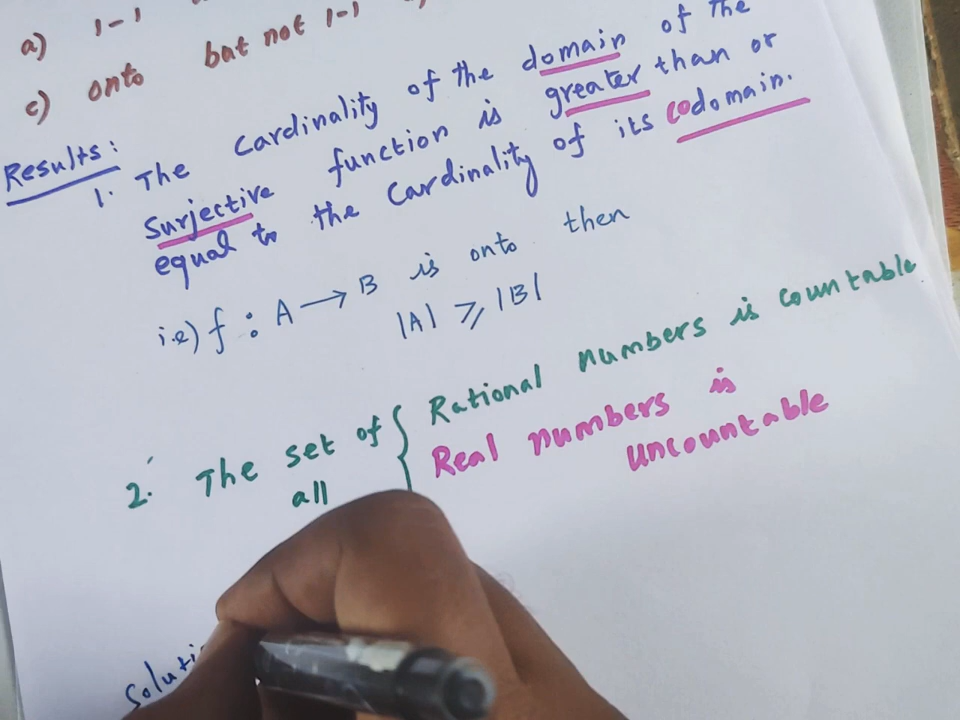 a) 1-1
c) onto but not 1-1
Results:
1. The Cardinality of the domain of the
Surjective function is greater than or
equal to the Cardinality of its codomain.
i.e) f : A → B is onto then
|A| ⩾ |B|
2. The set of { Rational numbers is countable
all Real numbers is
uncountable